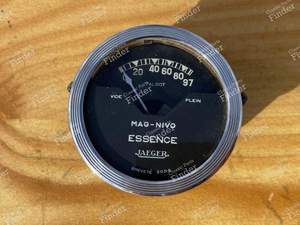 20 40 60 80 97
VIDE PLEIN
MAG-NIVO
ESSENCE
JAEGER